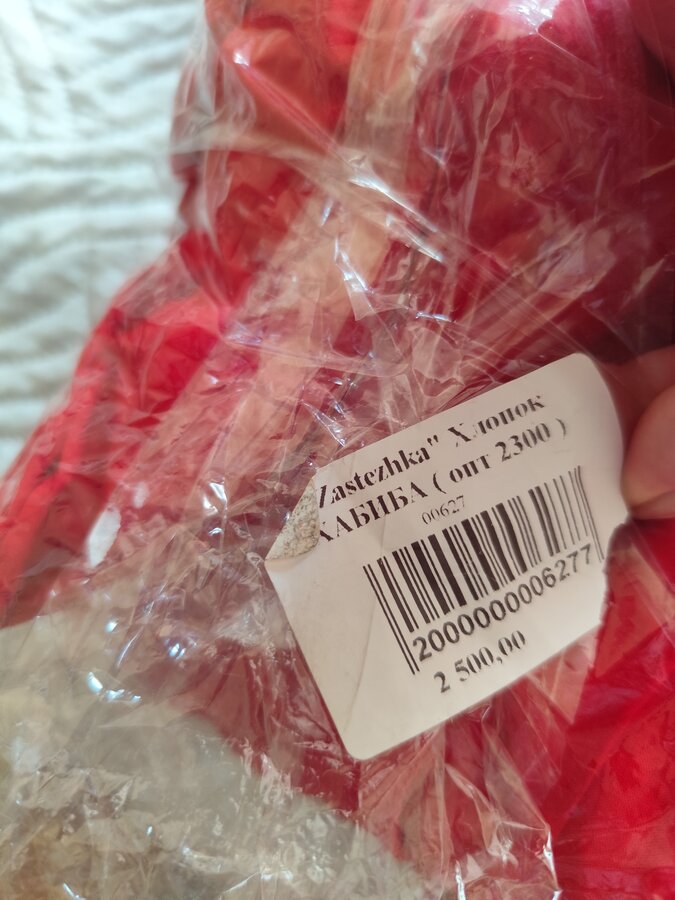 Zastezhka" Хлопок
ХАБИБА ( опт 2300 )
00627
2000000006277
2 500,00